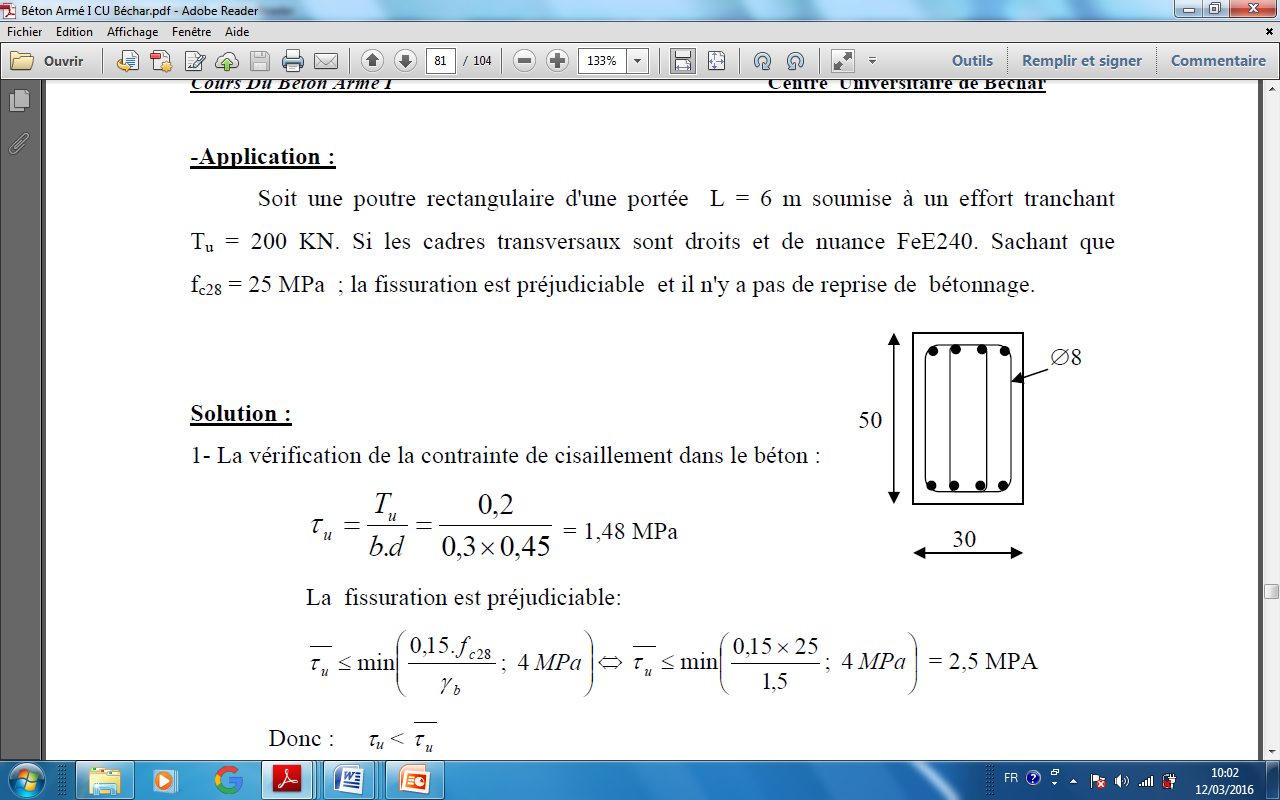 Béton Armé I CU Béchar.pdf - Adobe Reader
Fichier Edition Affichage Fenêtre Aide
Ouvrir 81 / 104 133% Outils Remplir et signer Commentaire
Cours Du Béton Armé I Centre Universitaire de Béchar
-Application :
Soit une poutre rectangulaire d'une portée L = 6 m soumise à un effort tranchant
Tu = 200 KN. Si les cadres transversaux sont droits et de nuance FeE240. Sachant que
fc28 = 25 MPa ; la fissuration est préjudiciable et il n'y a pas de reprise de bétonnage.
∅8
50
30
Solution :
1- La vérification de la contrainte de cisaillement dans le béton :
τu = Tu / b.d = 0,2 / 0,3 × 0,45 = 1,48 MPa
La fissuration est préjudiciable:
τu ≤ min(0,15.fc28 / γb ; 4 MPa) ⇔ τu ≤ min(0,15 × 25 / 1,5 ; 4 MPa) = 2,5 MPA
Donc : τu < τu
FR
10:02
12/03/2016